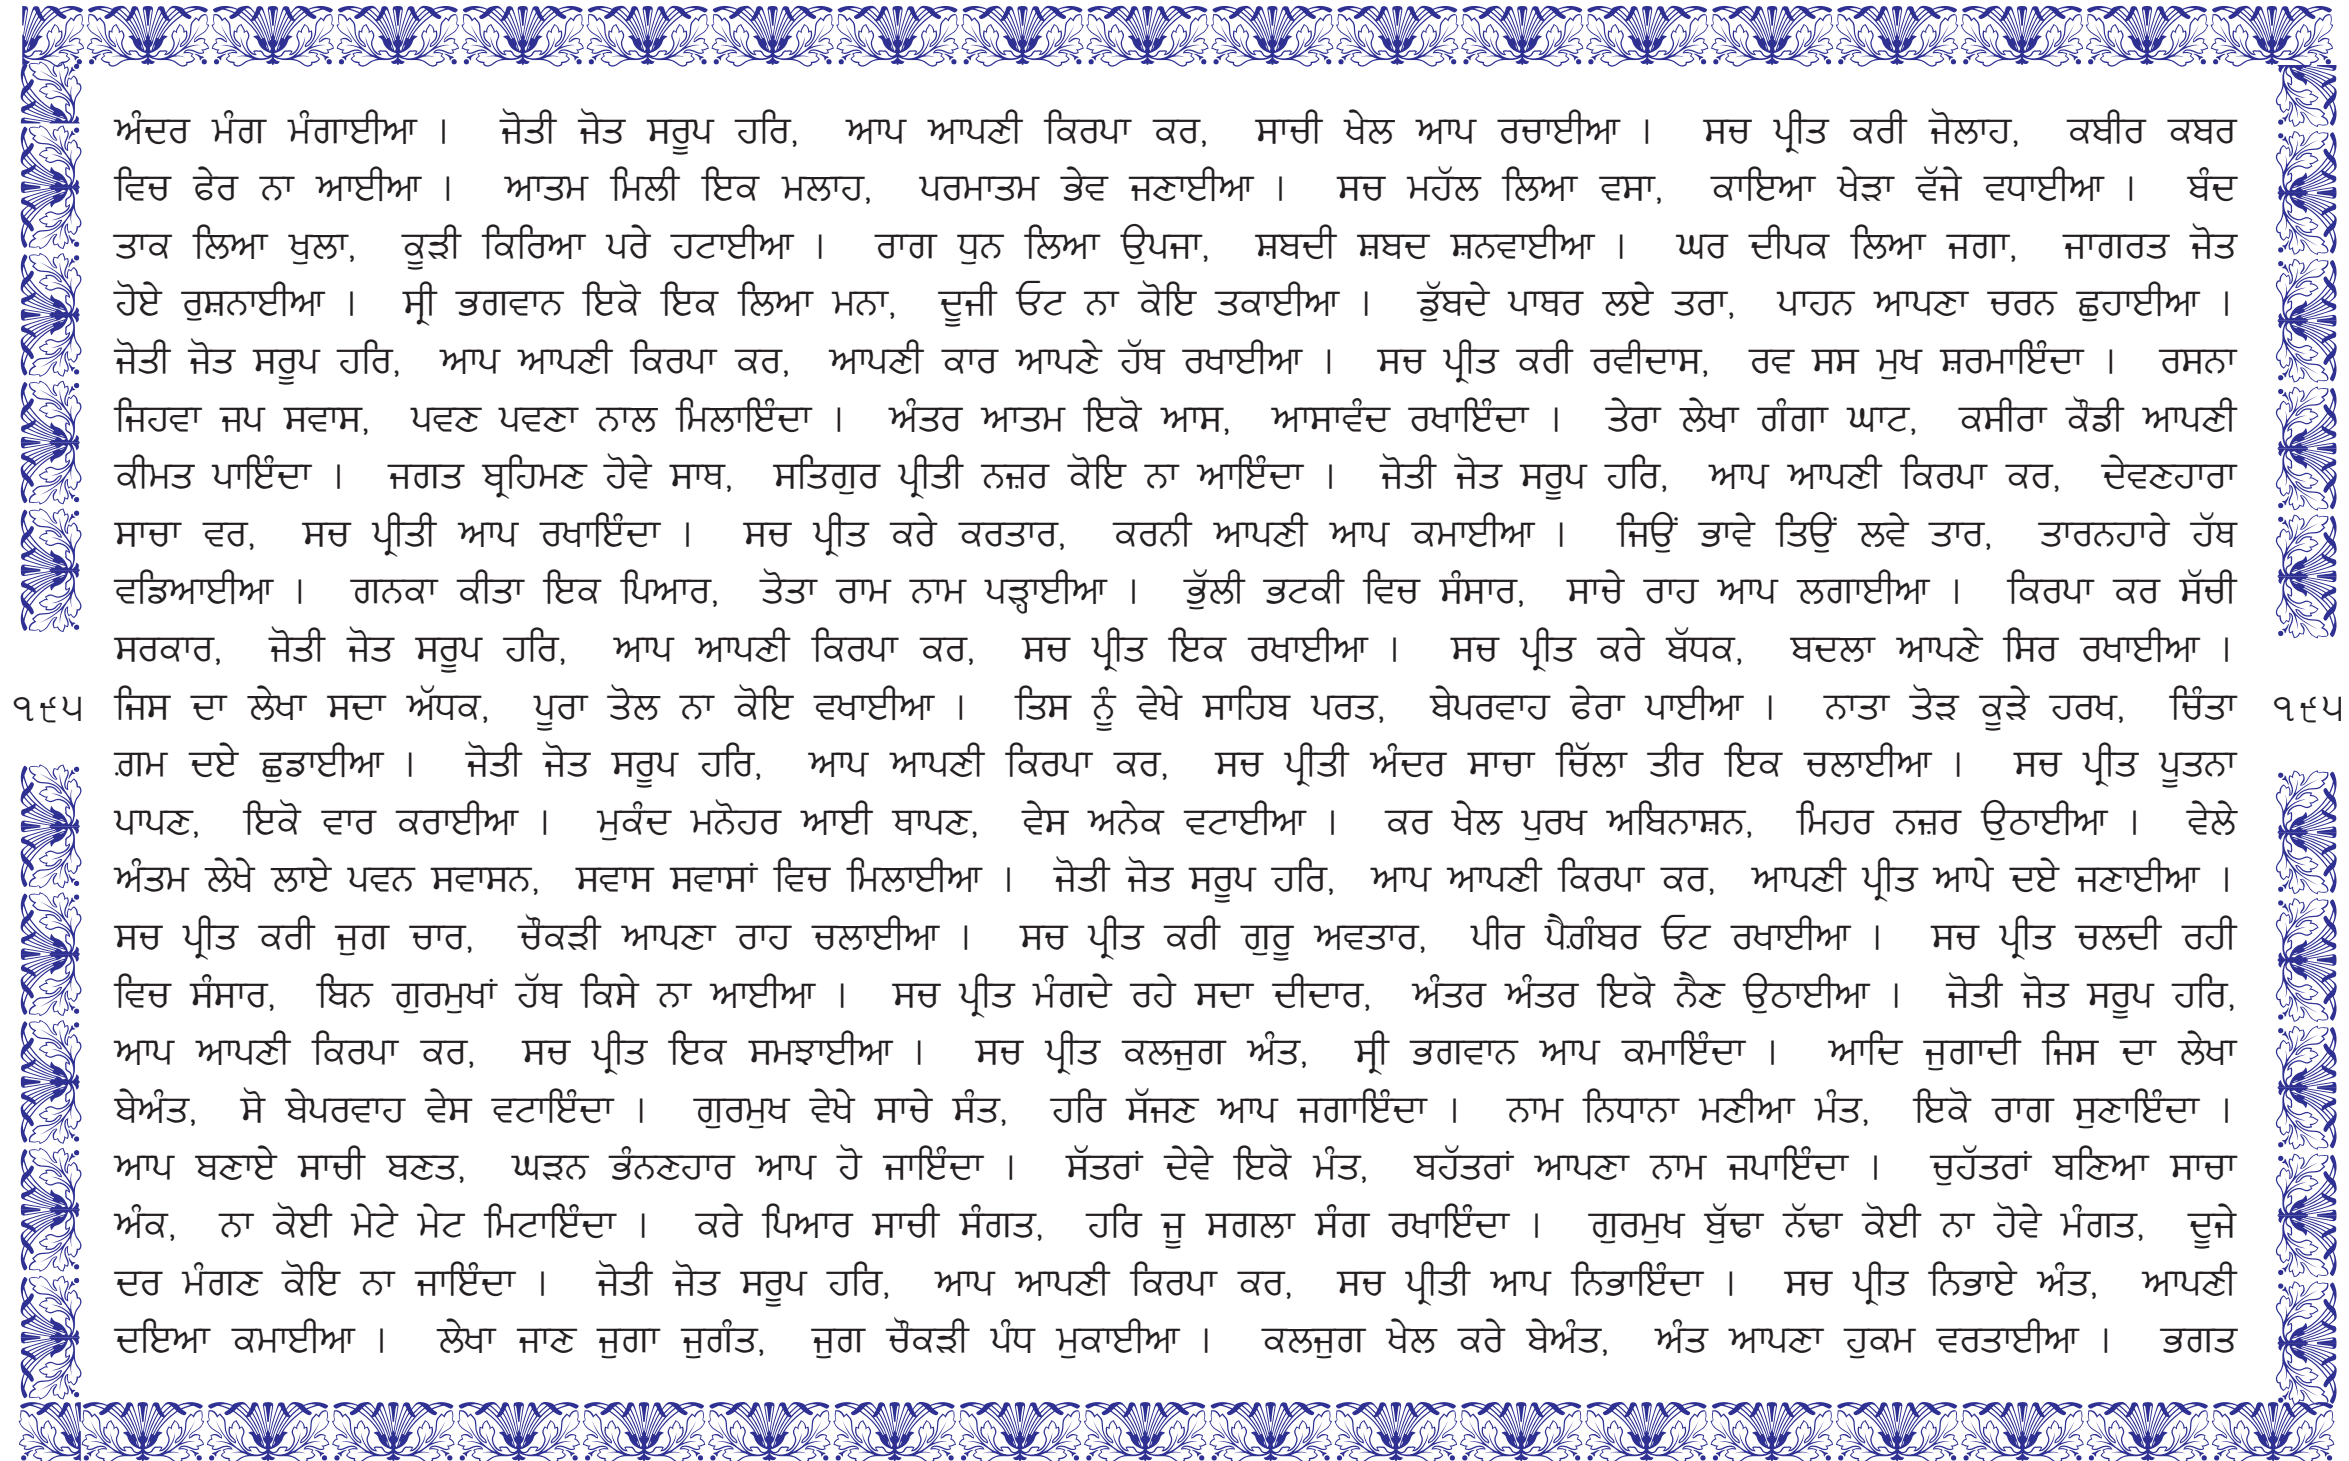 ਅੰਦਰ ਮੰਗ ਮੰਗਾਈਆ । ਜੋਤੀ ਜੋਤ ਸਰੂਪ ਹਰਿ, ਆਪ ਆਪਣੀ ਕਿਰਪਾ ਕਰ, ਸਾਚੀ ਖੇਲ ਆਪ ਰਚਾਈਆ । ਸਚ ਪ੍ਰੀਤ ਕਰੀ ਜੋਲਾਹ, ਕਬੀਰ ਕਬਰ
ਵਿਚ ਫੇਰ ਨਾ ਆਈਆ । ਆਤਮ ਮਿਲੀ ਇਕ ਮਲਾਹ, ਪਰਮਾਤਮ ਭੇਵ ਜਣਾਈਆ । ਸਚ ਮਹੱਲ ਲਿਆ ਵਸਾ, ਕਾਇਆ ਖੇੜਾ ਵੱਜੇ ਵਧਾਈਆ । ਬੰਦ
ਤਾਕ ਲਿਆ ਖੁਲਾ, ਕੂੜੀ ਕਿਰਿਆ ਪਰੇ ਹਟਾਈਆ । ਰਾਗ ਧੁਨ ਲਿਆ ਉਪਜਾ, ਸ਼ਬਦੀ ਸ਼ਬਦ ਸ਼ਨਵਾਈਆ । ਘਰ ਦੀਪਕ ਲਿਆ ਜਗਾ, ਜਾਗਰਤ ਜੋਤ
ਹੋਏ ਰੁਸ਼ਨਾਈਆ । ਸ੍ਰੀ ਭਗਵਾਨ ਇਕੋ ਇਕ ਲਿਆ ਮਨਾ, ਦੂਜੀ ਓਟ ਨਾ ਕੋਇ ਤਕਾਈਆ । ਡੁੱਬਦੇ ਪਾਥਰ ਲਏ ਤਰਾ, ਪਾਹਨ ਆਪਣਾ ਚਰਨ ਛੁਹਾਈਆ ।
ਜੋਤੀ ਜੋਤ ਸਰੂਪ ਹਰਿ, ਆਪ ਆਪਣੀ ਕਿਰਪਾ ਕਰ, ਆਪਣੀ ਕਾਰ ਆਪਣੇ ਹੱਥ ਰਖਾਈਆ । ਸਚ ਪ੍ਰੀਤ ਕਰੀ ਰਵੀਦਾਸ, ਰਵ ਸਸ ਮੁਖ ਸ਼ਰਮਾਇੰਦਾ । ਰਸਨਾ
ਜਿਹਵਾ ਜਪ ਸਵਾਸ, ਪਵਣ ਪਵਣਾ ਨਾਲ ਮਿਲਾਇੰਦਾ । ਅੰਤਰ ਆਤਮ ਇਕੋ ਆਸ, ਆਸਾਵੰਦ ਰਖਾਇੰਦਾ । ਤੇਰਾ ਲੇਖਾ ਗੰਗਾ ਘਾਟ, ਕਸੀਰਾ ਕੌਡੀ ਆਪਣੀ
ਕੀਮਤ ਪਾਇੰਦਾ । ਜਗਤ ਬ੍ਰਹਿਮਣ ਹੋਵੇ ਸਾਥ, ਸਤਿਗੁਰ ਪ੍ਰੀਤੀ ਨਜ਼ਰ ਕੋਇ ਨਾ ਆਇੰਦਾ । ਜੋਤੀ ਜੋਤ ਸਰੂਪ ਹਰਿ, ਆਪ ਆਪਣੀ ਕਿਰਪਾ ਕਰ, ਦੇਵਣਹਾਰਾ
ਸਾਚਾ ਵਰ, ਸਚ ਪ੍ਰੀਤੀ ਆਪ ਰਖਾਇੰਦਾ । ਸਚ ਪ੍ਰੀਤ ਕਰੇ ਕਰਤਾਰ, ਕਰਨੀ ਆਪਣੀ ਆਪ ਕਮਾਈਆ । ਜਿਉਂ ਭਾਵੇ ਤਿਉਂ ਲਵੇ ਤਾਰ, ਤਾਰਨਹਾਰੇ ਹੱਥ
ਵਡਿਆਈਆ । ਗਨਕਾ ਕੀਤਾ ਇਕ ਪਿਆਰ, ਤੋਤਾ ਰਾਮ ਨਾਮ ਪੜ੍ਹਾਈਆ । ਭੁੱਲੀ ਭਟਕੀ ਵਿਚ ਸੰਸਾਰ, ਸਾਚੇ ਰਾਹ ਆਪ ਲਗਾਈਆ । ਕਿਰਪਾ ਕਰ ਸੱਚੀ
ਸਰਕਾਰ, ਜੋਤੀ ਜੋਤ ਸਰੂਪ ਹਰਿ, ਆਪ ਆਪਣੀ ਕਿਰਪਾ ਕਰ, ਸਚ ਪ੍ਰੀਤ ਇਕ ਰਖਾਈਆ । ਸਚ ਪ੍ਰੀਤ ਕਰੇ ਬੱਧਕ, ਬਦਲਾ ਆਪਣੇ ਸਿਰ ਰਖਾਈਆ ।
੧੯੫ ਜਿਸ ਦਾ ਲੇਖਾ ਸਦਾ ਅੱਧਕ, ਪੂਰਾ ਤੋਲ ਨਾ ਕੋਇ ਵਖਾਈਆ । ਤਿਸ ਨੂੰ ਵੇਖੇ ਸਾਹਿਬ ਪਰਤ, ਬੇਪਰਵਾਹ ਫੇਰਾ ਪਾਈਆ । ਨਾਤਾ ਤੋੜ ਕੂੜੇ ਹਰਖ, ਚਿੰਤਾ ੧੯੫
ਗ਼ਮ ਦਏ ਛੁਡਾਈਆ । ਜੋਤੀ ਜੋਤ ਸਰੂਪ ਹਰਿ, ਆਪ ਆਪਣੀ ਕਿਰਪਾ ਕਰ, ਸਚ ਪ੍ਰੀਤੀ ਅੰਦਰ ਸਾਚਾ ਚਿੱਲਾ ਤੀਰ ਇਕ ਚਲਾਈਆ । ਸਚ ਪ੍ਰੀਤ ਪੂਤਨਾ
ਪਾਪਣ, ਇਕੋ ਵਾਰ ਕਰਾਈਆ । ਮੁਕੰਦ ਮਨੋਹਰ ਆਈ ਥਾਪਣ, ਵੇਸ ਅਨੇਕ ਵਟਾਈਆ । ਕਰ ਖੇਲ ਪੁਰਖ ਅਬਿਨਾਸ਼ਨ, ਮਿਹਰ ਨਜ਼ਰ ਉਠਾਈਆ । ਵੇਲੇ
ਅੰਤਮ ਲੇਖੇ ਲਾਏ ਪਵਨ ਸਵਾਸਨ, ਸਵਾਸ ਸਵਾਸਾਂ ਵਿਚ ਮਿਲਾਈਆ । ਜੋਤੀ ਜੋਤ ਸਰੂਪ ਹਰਿ, ਆਪ ਆਪਣੀ ਕਿਰਪਾ ਕਰ, ਆਪਣੀ ਪ੍ਰੀਤ ਆਪੇ ਦਏ ਜਣਾਈਆ ।
ਸਚ ਪ੍ਰੀਤ ਕਰੀ ਜੁਗ ਚਾਰ, ਚੌਕੜੀ ਆਪਣਾ ਰਾਹ ਚਲਾਈਆ । ਸਚ ਪ੍ਰੀਤ ਕਰੀ ਗੁਰੂ ਅਵਤਾਰ, ਪੀਰ ਪੈਗ਼ੰਬਰ ਓਟ ਰਖਾਈਆ । ਸਚ ਪ੍ਰੀਤ ਚਲਦੀ ਰਹੀ
ਵਿਚ ਸੰਸਾਰ, ਬਿਨ ਗੁਰਮੁਖਾਂ ਹੱਥ ਕਿਸੇ ਨਾ ਆਈਆ । ਸਚ ਪ੍ਰੀਤ ਮੰਗਦੇ ਰਹੇ ਸਦਾ ਦੀਦਾਰ, ਅੰਤਰ ਅੰਤਰ ਇਕੋ ਨੈਣ ਉਠਾਈਆ । ਜੋਤੀ ਜੋਤ ਸਰੂਪ ਹਰਿ,
ਆਪ ਆਪਣੀ ਕਿਰਪਾ ਕਰ, ਸਚ ਪ੍ਰੀਤ ਇਕ ਸਮਝਾਈਆ । ਸਚ ਪ੍ਰੀਤ ਕਲਜੁਗ ਅੰਤ, ਸ੍ਰੀ ਭਗਵਾਨ ਆਪ ਕਮਾਇੰਦਾ । ਆਦਿ ਜੁਗਾਦੀ ਜਿਸ ਦਾ ਲੇਖਾ
ਬੇਅੰਤ, ਸੋ ਬੇਪਰਵਾਹ ਵੇਸ ਵਟਾਇੰਦਾ । ਗੁਰਮੁਖ ਵੇਖੇ ਸਾਚੇ ਸੰਤ, ਹਰਿ ਸੱਜਣ ਆਪ ਜਗਾਇੰਦਾ । ਨਾਮ ਨਿਧਾਨਾ ਮਣੀਆ ਮੰਤ, ਇਕੋ ਰਾਗ ਸੁਣਾਇੰਦਾ ।
ਆਪ ਬਣਾਏ ਸਾਚੀ ਬਣਤ, ਘੜਨ ਭੰਨਣਹਾਰ ਆਪ ਹੋ ਜਾਇੰਦਾ । ਸੱਤਰਾਂ ਦੇਵੇ ਇਕੋ ਮੰਤ, ਬਹੱਤਰਾਂ ਆਪਣਾ ਨਾਮ ਜਪਾਇੰਦਾ । ਚੁਹੱਤਰਾਂ ਬਣਿਆ ਸਾਚਾ
ਅੰਕ, ਨਾ ਕੋਈ ਮੇਟੇ ਮੇਟ ਮਿਟਾਇੰਦਾ । ਕਰੇ ਪਿਆਰ ਸਾਚੀ ਸੰਗਤ, ਹਰਿ ਜੂ ਸਗਲਾ ਸੰਗ ਰਖਾਇੰਦਾ । ਗੁਰਮੁਖ ਬੁੱਢਾ ਨੱਢਾ ਕੋਈ ਨਾ ਹੋਵੇ ਮੰਗਤ, ਦੂਜੇ
ਦਰ ਮੰਗਣ ਕੋਇ ਨਾ ਜਾਇੰਦਾ । ਜੋਤੀ ਜੋਤ ਸਰੂਪ ਹਰਿ, ਆਪ ਆਪਣੀ ਕਿਰਪਾ ਕਰ, ਸਚ ਪ੍ਰੀਤੀ ਆਪ ਨਿਭਾਇੰਦਾ । ਸਚ ਪ੍ਰੀਤ ਨਿਭਾਏ ਅੰਤ, ਆਪਣੀ
ਦਇਆ ਕਮਾਈਆ । ਲੇਖਾ ਜਾਣ ਜੁਗਾ ਜੁਗੰਤ, ਜੁਗ ਚੌਕੜੀ ਪੰਧ ਮੁਕਾਈਆ । ਕਲਜੁਗ ਖੇਲ ਕਰੇ ਬੇਅੰਤ, ਅੰਤ ਆਪਣਾ ਹੁਕਮ ਵਰਤਾਈਆ । ਭਗਤ